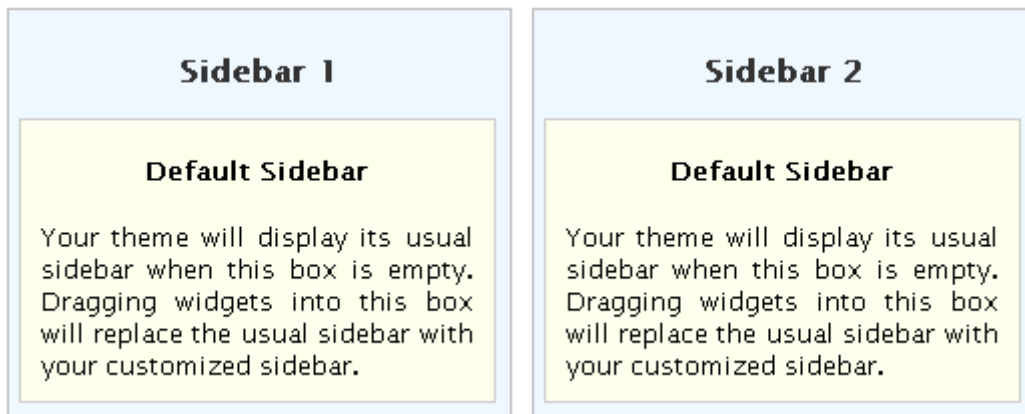 Sidebar 1
Default Sidebar
Your theme will display its usual
sidebar when this box is empty.
Dragging widgets into this box
will replace the usual sidebar with
your customized sidebar.
Sidebar 2
Default Sidebar
Your theme will display its usual
sidebar when this box is empty.
Dragging widgets into this box
will replace the usual sidebar with
your customized sidebar.